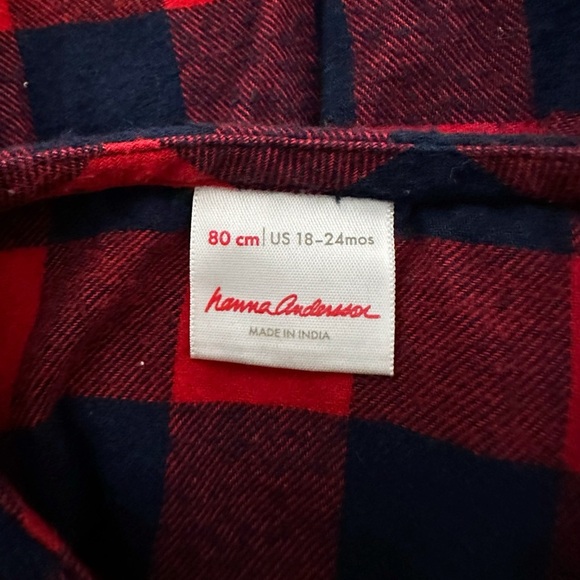 80 cm | US 18-24mos
hanna andersson
MADE IN INDIA